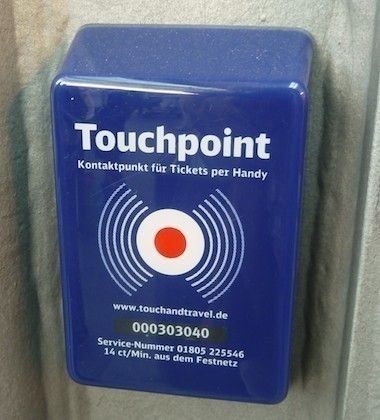 Touchpoint
Kontaktpunkt für Tickets per Handy
www.touchandtravel.de
000303040
Service-Nummer 01805 225546
14 ct/Min. aus dem Festnetz